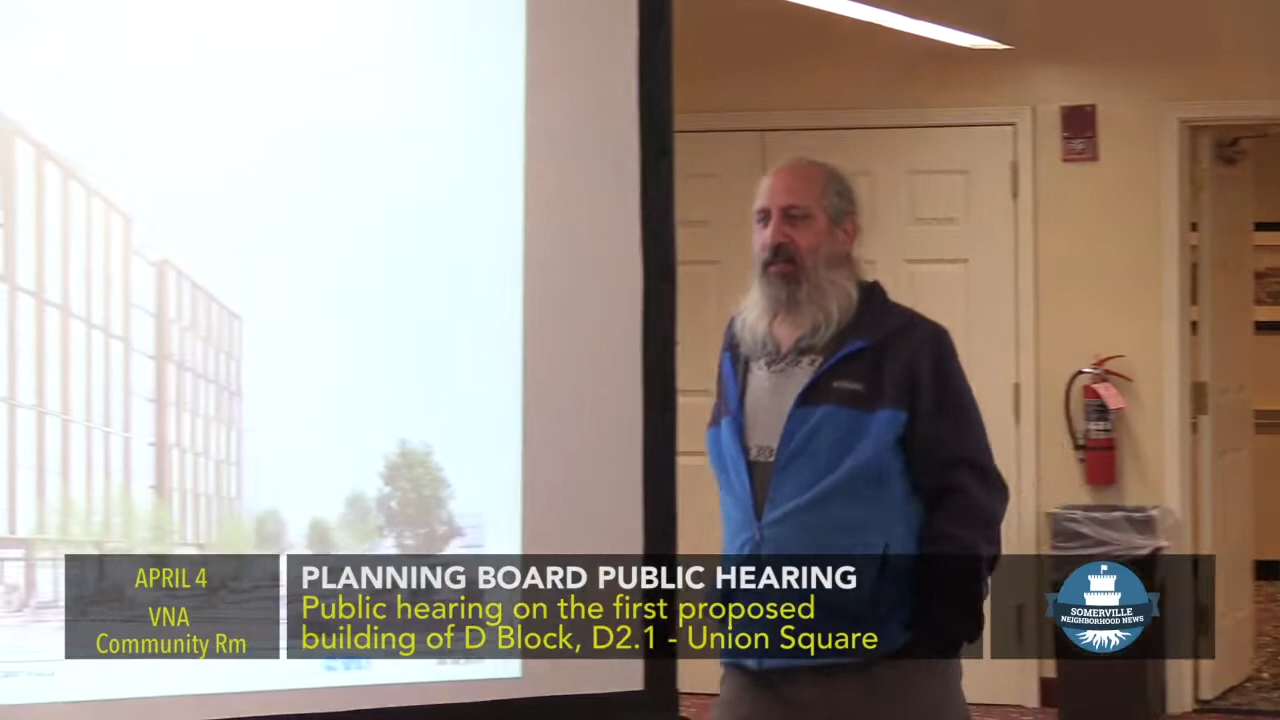 APRIL 4
VNA
Community Rm
PLANNING BOARD PUBLIC HEARING
Public hearing on the first proposed
building of D Block, D2.1 - Union Square
SOMERVILLE
NEIGHBORHOOD NEWS